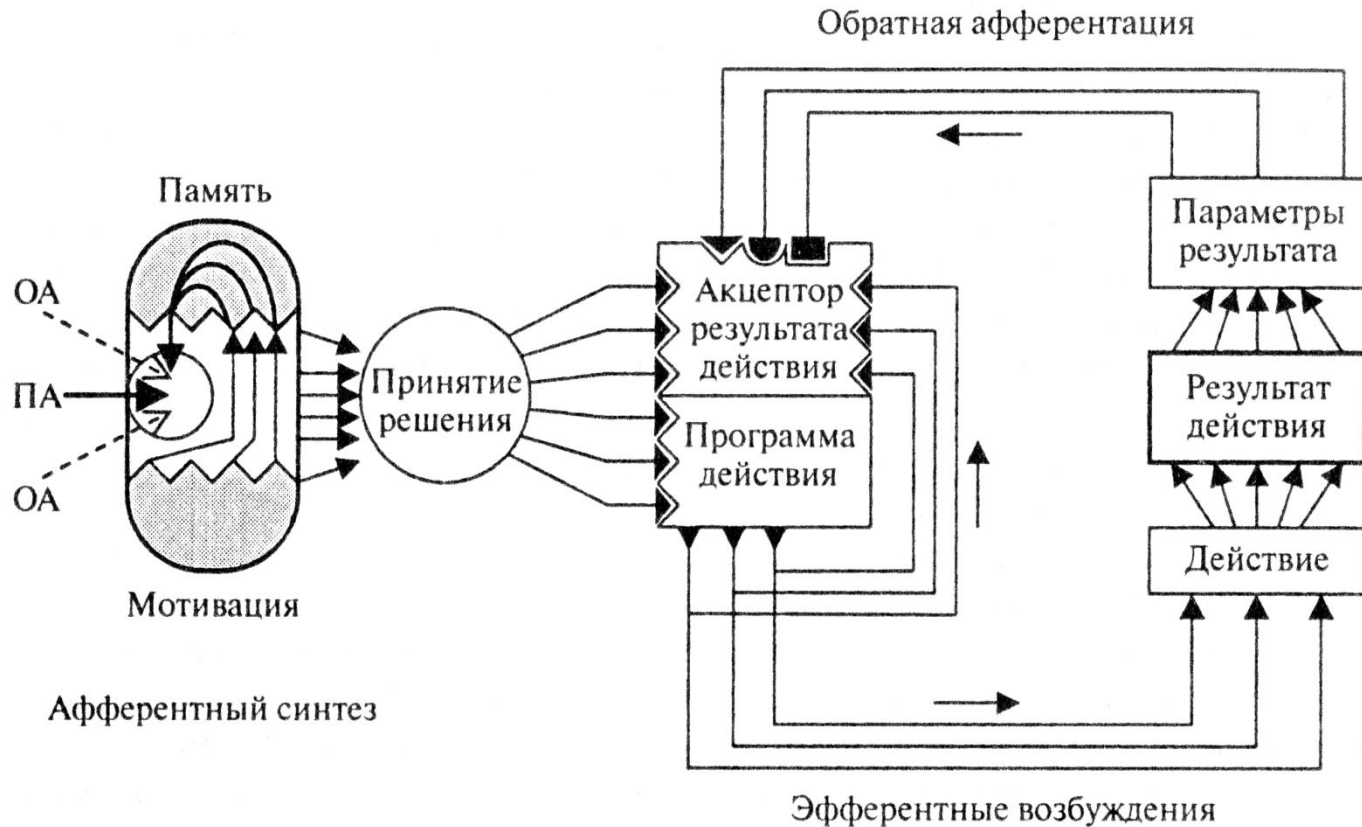 Обратная афферентация
Память
ОА
ПА
ОА
Мотивация
Афферентный синтез
Принятие
решения
Акцептор
результата
действия
Программа
действия
Параметры
результата
Результат
действия
Действие
Эфферентные возбуждения